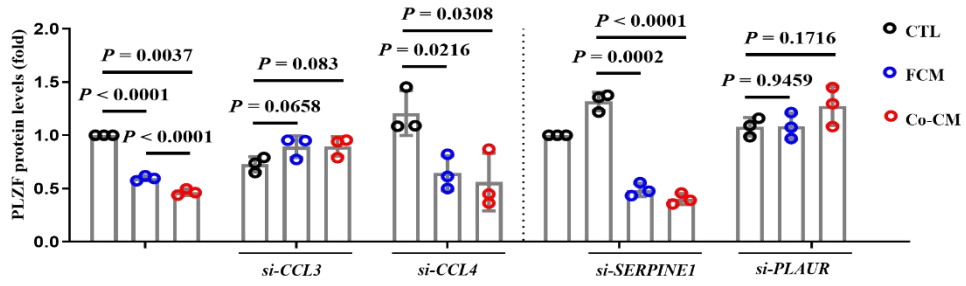 PLZF protein levels (fold)
2.0
1.5
1.0
0.5
0.0
P = 0.0037
P < 0.0001
P < 0.0001
P = 0.083
P = 0.0658
P = 0.0308
P = 0.0216
P < 0.0001
P = 0.0002
P = 0.1716
P = 0.9459
CTL
FCM
Co-CM
si-CCL3
si-CCL4
si-SERPINE1
si-PLAUR